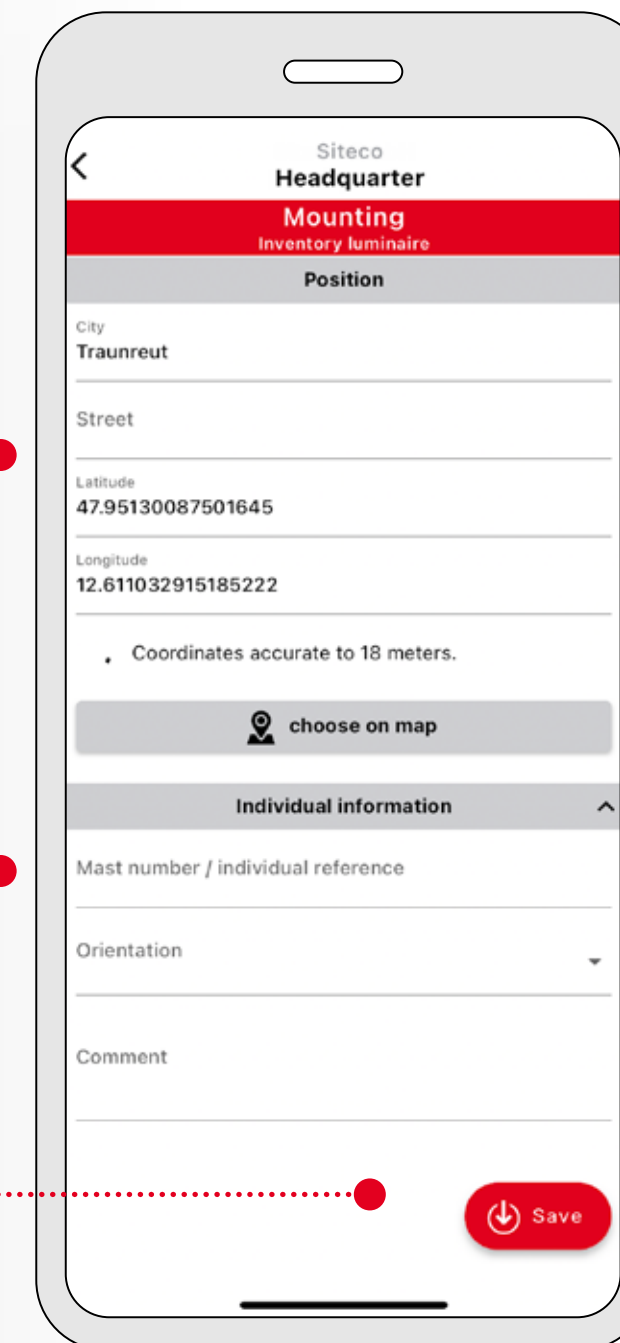 Siteco
Headquarter
Mounting
Inventory luminaire
Position
City
Traunreut
Street
Latitude
47.95130087501645
Longitude
12.611032915185222
Coordinates accurate to 18 meters.
choose on map
Individual information
Mast number / individual reference
Orientation
Comment
Save